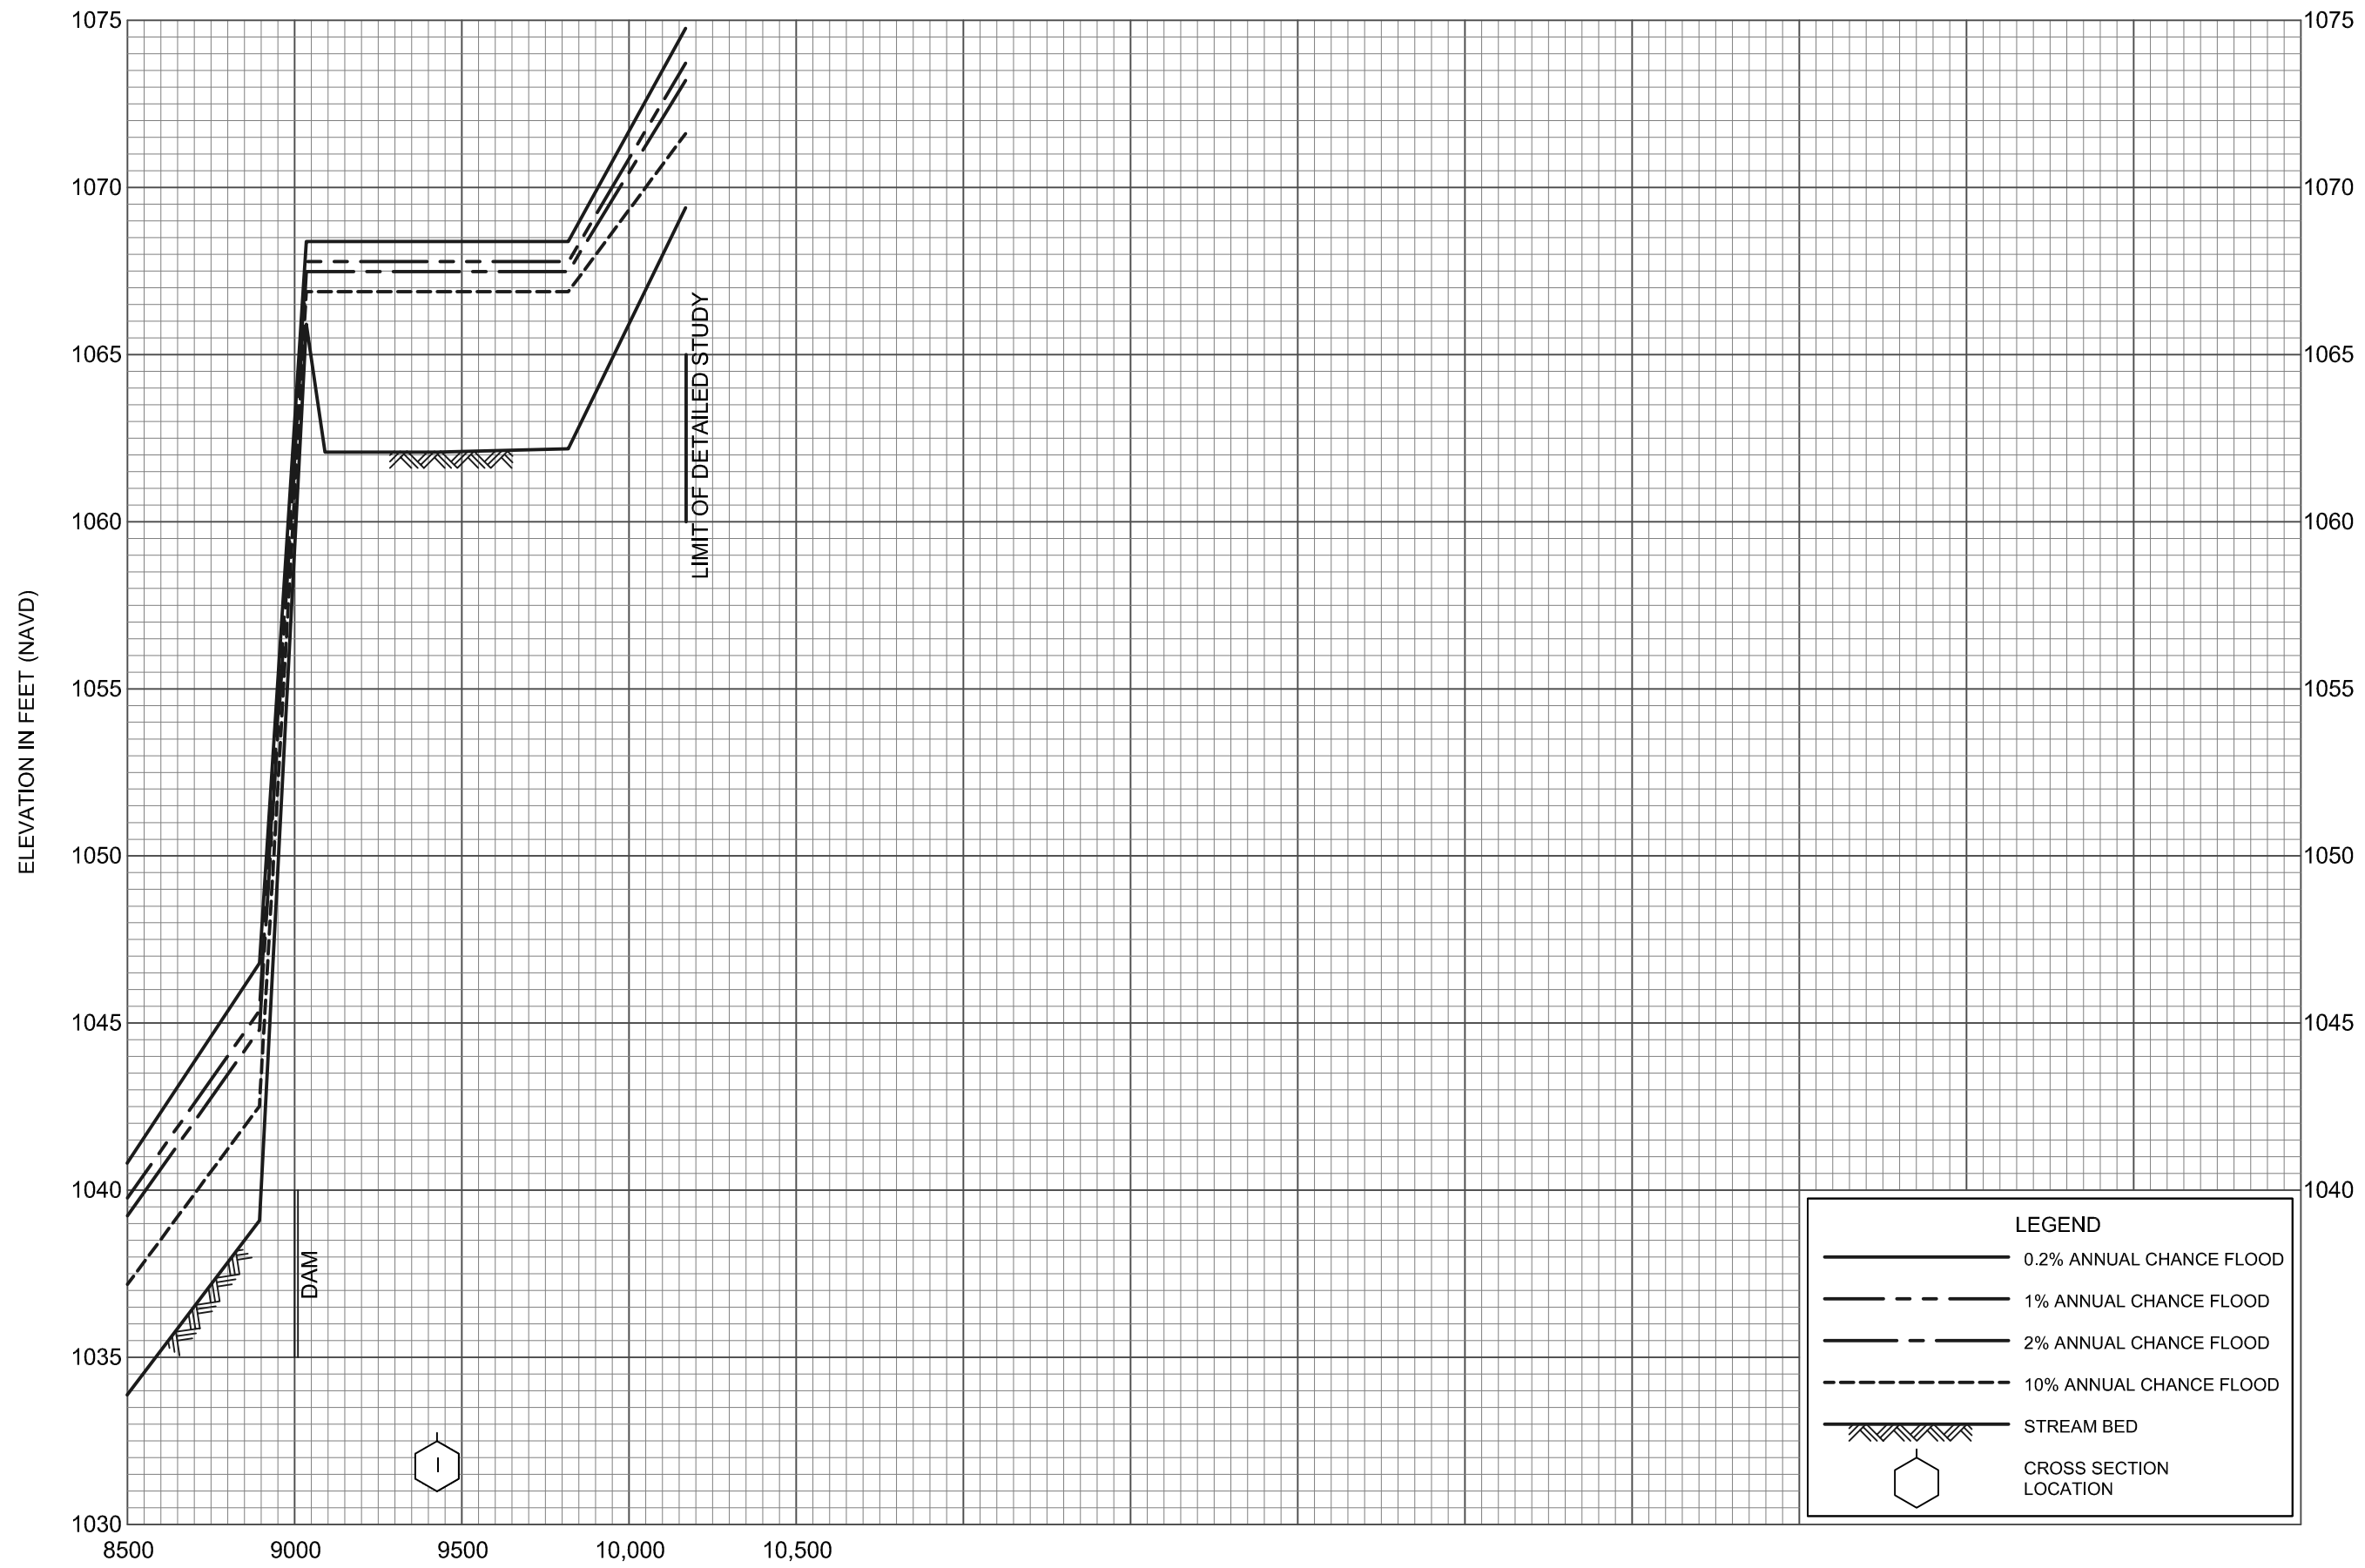 1075
1075
1070
1070
1065
1065
1060
1060
1055
1055
1050
1050
1045
1045
1040
1040
1035
1030
ELEVATION IN FEET (NAVD)
LIMIT OF DETAILED STUDY
DAM
I
8500
9000
9500
10,000
10,500
LEGEND
0.2% ANNUAL CHANCE FLOOD
1% ANNUAL CHANCE FLOOD
2% ANNUAL CHANCE FLOOD
10% ANNUAL CHANCE FLOOD
STREAM BED
CROSS SECTION
LOCATION